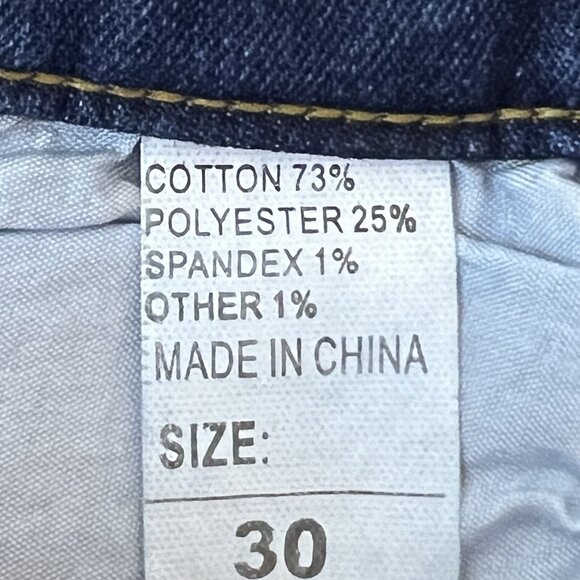 COTTON 73%
POLYESTER 25%
SPANDEX 1%
OTHER 1%
MADE IN CHINA
SIZE:
30